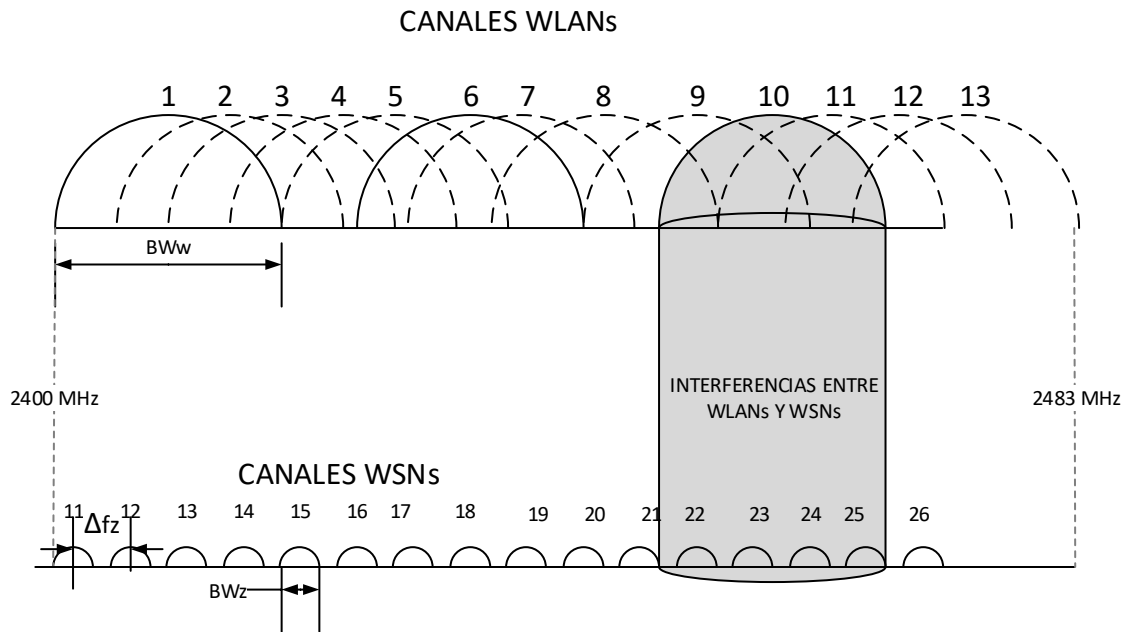 CANALES WLANs
1 2 3 4 5 6 7 8 9 10 11 12 13
BWw
2400 MHz
INTERFERENCIAS ENTRE
WLANs Y WSNs
2483 MHz
CANALES WSNs
11 12 13 14 15 16 17 18 19 20 21 22 23 24 25 26
Δfz
BWz